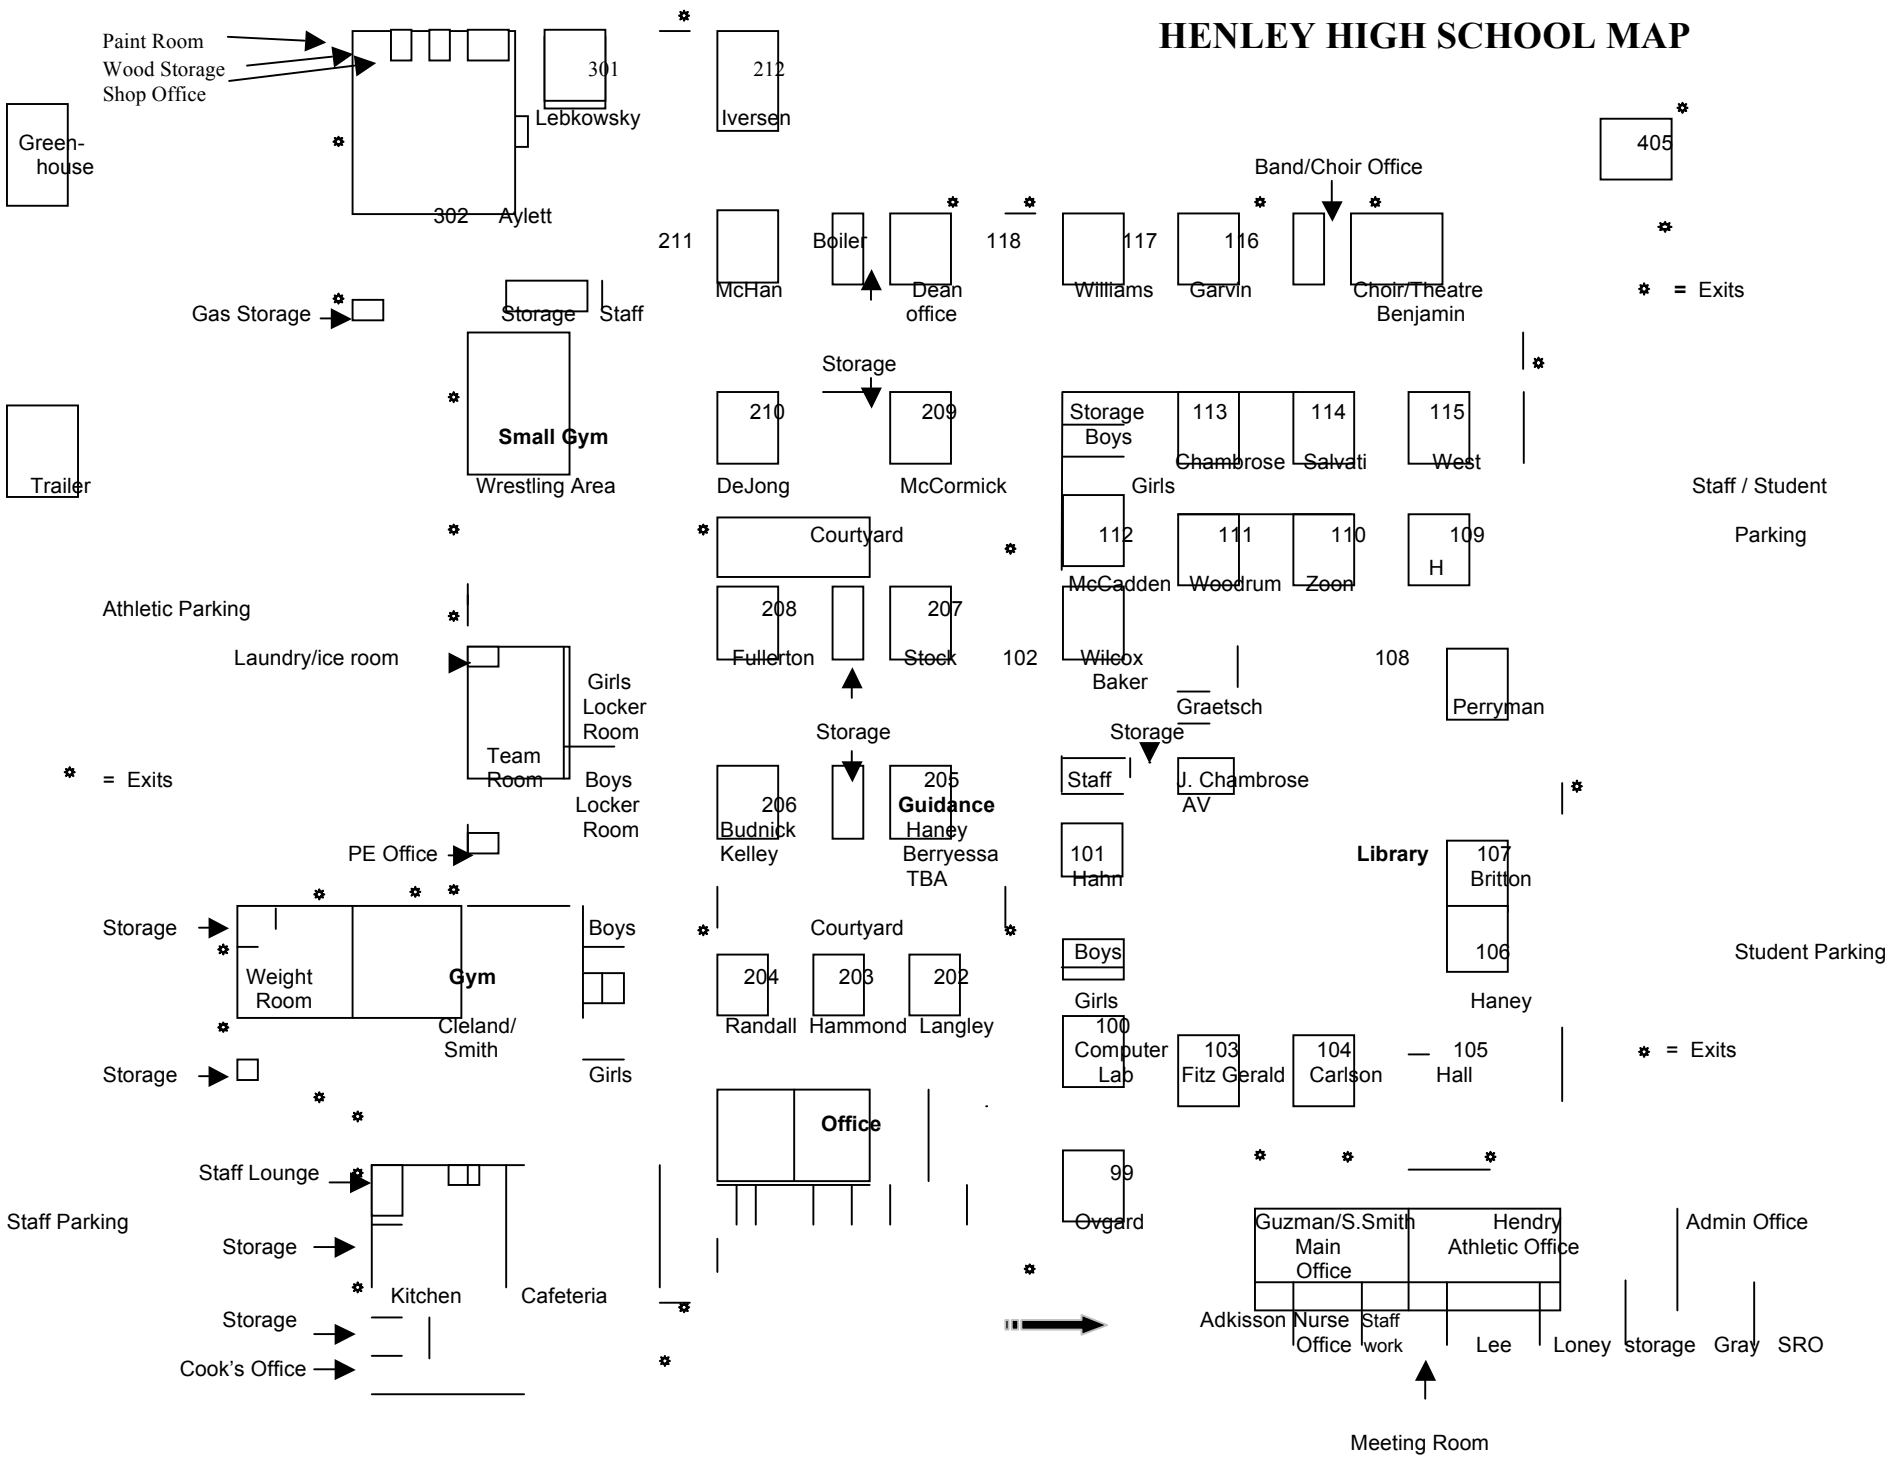 HENLEY HIGH SCHOOL MAP
Paint Room
Wood Storage
Shop Office
301
212
Lebkowsky
Iversen
Green-
house
405
Band/Choir Office
302 Aylett
211
Boiler
118
117
116
McHan
Dean
office
Williams
Garvin
Choir/Theatre
Benjamin
= Exits
Gas Storage
Storage
Staff
Storage
210
209
Storage
Boys
113
114
115
Small Gym
Chambrose
Salvati
West
Trailer
Wrestling Area
DeJong
McCormick
Girls
Staff / Student
Parking
Courtyard
112
111
110
109
H
McCadden
Woodrum
Zoon
Athletic Parking
208
207
Laundry/ice room
Fullerton
Stock
102
Wilcox
Baker
108
Girls
Locker
Room
Graetsch
Perryman
Storage
Storage
Team
Room
= Exits
Boys
Locker
Room
206
Budnick
Kelley
205
Guidance
Haney
Berryessa
TBA
Staff
J. Chambrose
AV
PE Office
101
Hahn
Library
107
Britton
Storage
Boys
Courtyard
Boys
106
Student Parking
Weight
Room
Gym
204
203
202
Girls
Haney
Cleland/
Smith
Randall
Hammond
Langley
100
Computer
Lab
103
Fitz Gerald
104
Carlson
105
Hall
= Exits
Storage
Girls
Office
Staff Lounge
99
Ovgard
Staff Parking
Guzman/S.Smith
Main
Office
Hendry
Athletic Office
Admin Office
Storage
Kitchen
Cafeteria
Storage
Adkisson
Nurse
Office
Staff
work
Lee
Loney
storage
Gray
SRO
Cook's Office
Meeting Room